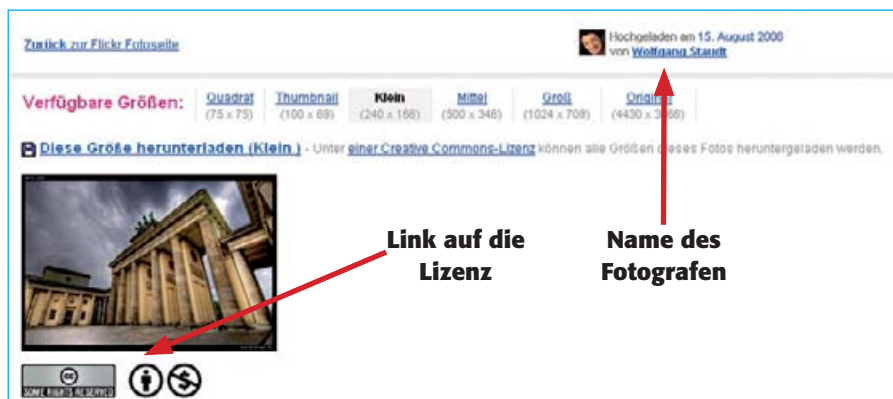 Zurück zur Flickr Fotoseite
Hochgeladen am 15. August 2008
von Wolfgang Staudt
Verfügbare Größen:
Quadrat Thumbnail Klein Mittel Groß Original
(75 x 75) (100 x 69) (240 x 166) (500 x 346) (1024 x 708)
Diese Größe herunterladen (Klein ) - Unter einer Creative Commons-Lizenz können alle Größen dieses Fotos heruntergeladen werden.
Link auf die Lizenz
Name des Fotografen
cc
SOME RIGHTS RESERVED